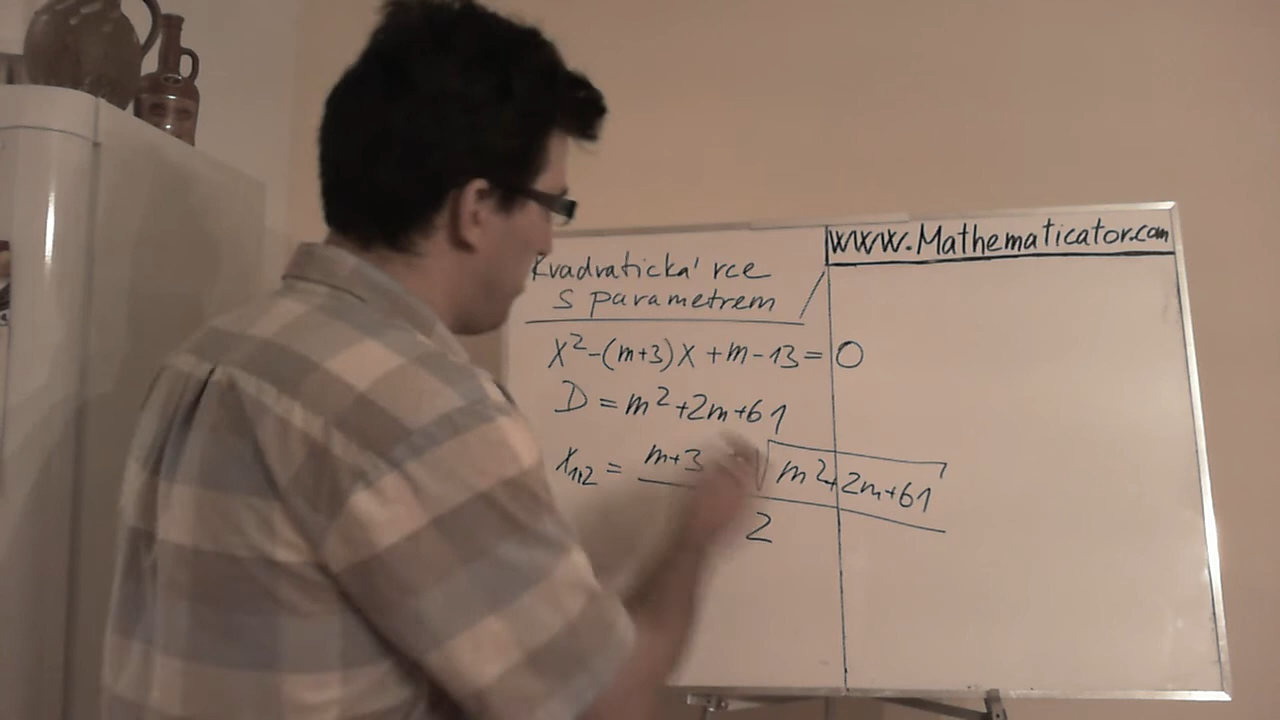 www.Mathematicator.com
Kvadratická rce
s parametrem
x²-(m+3)x+m-13=0
D=m²+2m+61
x₁,₂ = m+3 √m²+2m+61
2